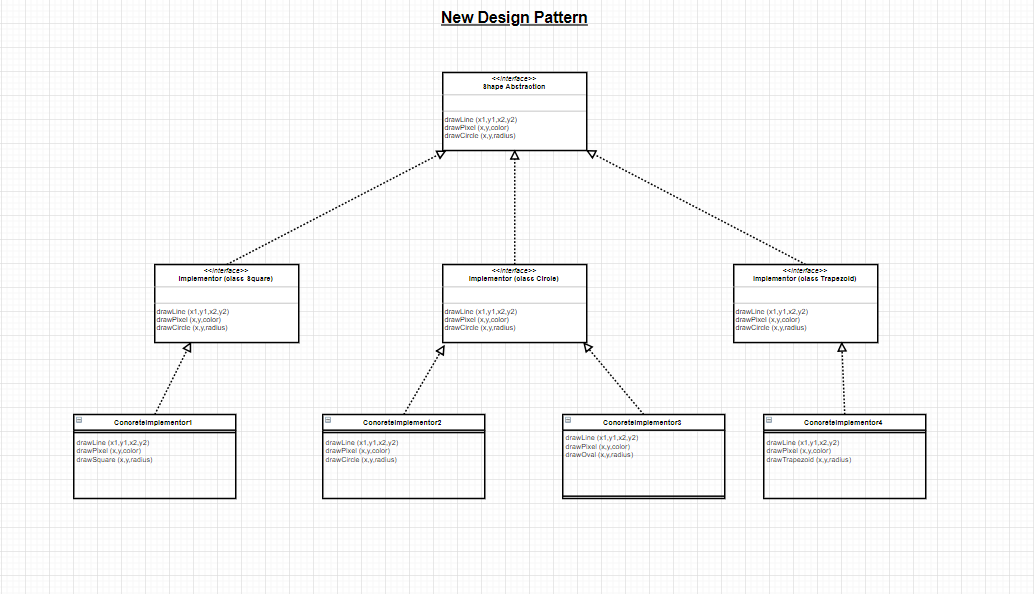 New Design Pattern
<<interface>>
Shape Abstraction
drawLine (x1,y1,x2,y2)
drawPixel (x,y,color)
drawCircle (x,y,radius)
<<interface>>
Implementor (class Square)
drawLine (x1,y1,x2,y2)
drawPixel (x,y,color)
drawCircle (x,y,radius)
<<interface>>
Implementor (class Circle)
drawLine (x1,y1,x2,y2)
drawPixel (x,y,color)
drawCircle (x,y,radius)
<<interface>>
Implementor (class Trapezoid)
drawLine (x1,y1,x2,y2)
drawPixel (x,y,color)
drawCircle (x,y,radius)
ConcreteImplementor1
drawLine (x1,y1,x2,y2)
drawPixel (x,y,color)
drawSquare (x,y,radius)
ConcreteImplementor2
drawLine (x1,y1,x2,y2)
drawPixel (x,y,color)
drawCircle (x,y,radius)
ConcreteImplementor3
drawLine (x1,y1,x2,y2)
drawPixel (x,y,color)
drawOval (x,y,radius)
ConcreteImplementor4
drawLine (x1,y1,x2,y2)
drawPixel (x,y,color)
drawTrapezoid (x,y,radius)